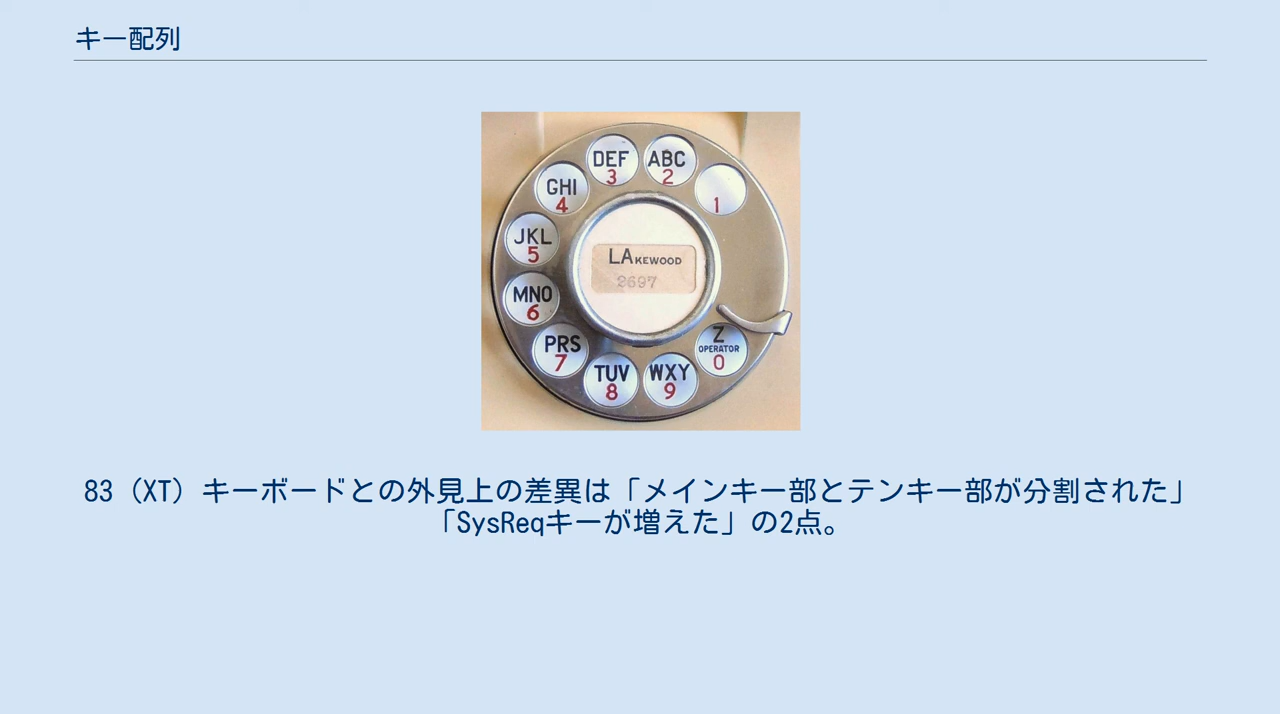 キー配列
ABC
2
DEF
3
1
GHI
4
JKL
5
LAKEWOOD
2697
MNO
6
PRS
7
TUV
8
WXY
9
Z
OPERATOR
0
83（XT）キーボードとの外見上の差異は「メインキー部とテンキー部が分割された」
「SysReqキーが増えた」の2点。